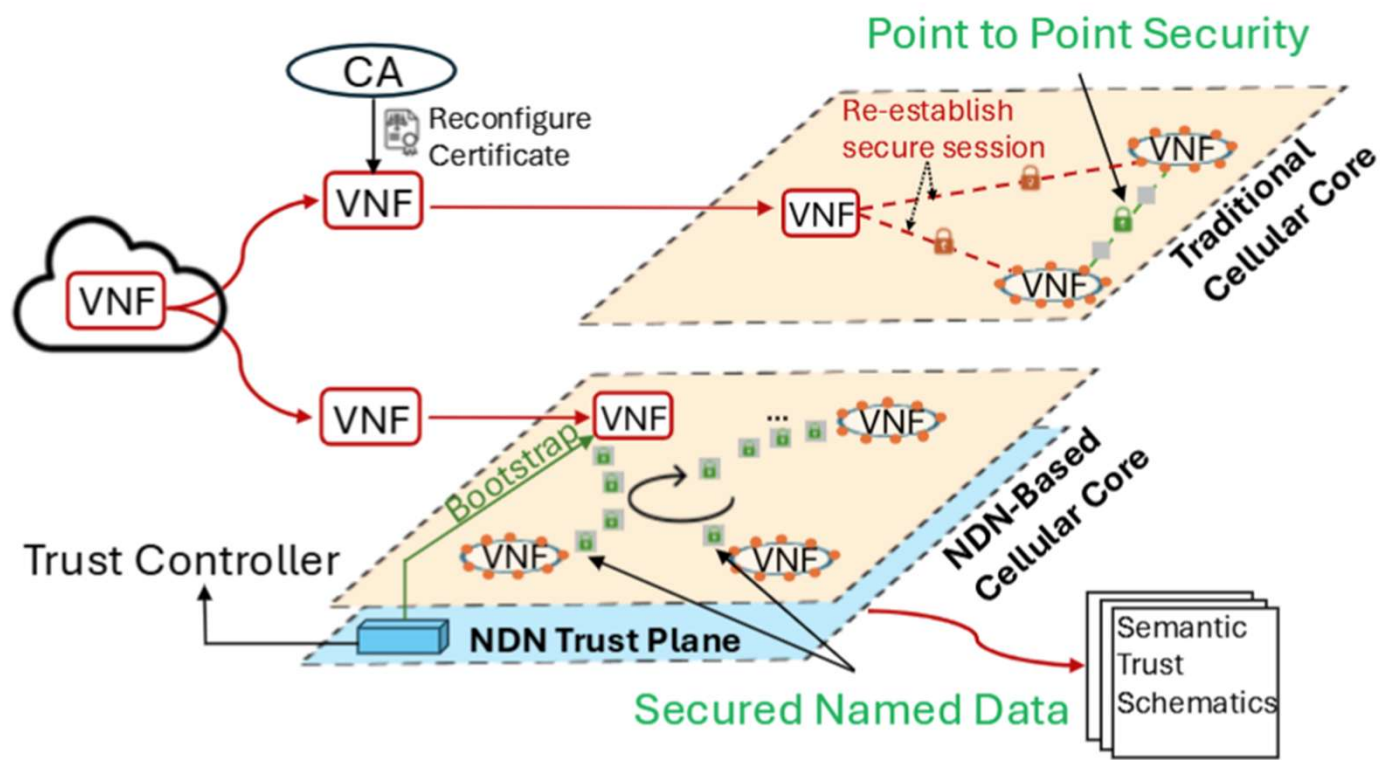 Point to Point Security
CA
Reconfigure
Certificate
Re-establish
secure session
VNF
VNF
VNF
VNF
VNF
Traditional
Cellular Core
VNF
VNF
...
VNF
Bootstrap
VNF
VNF
NDN-Based
Cellular Core
Trust Controller
NDN Trust Plane
Semantic
Trust
Schematics
Secured Named Data